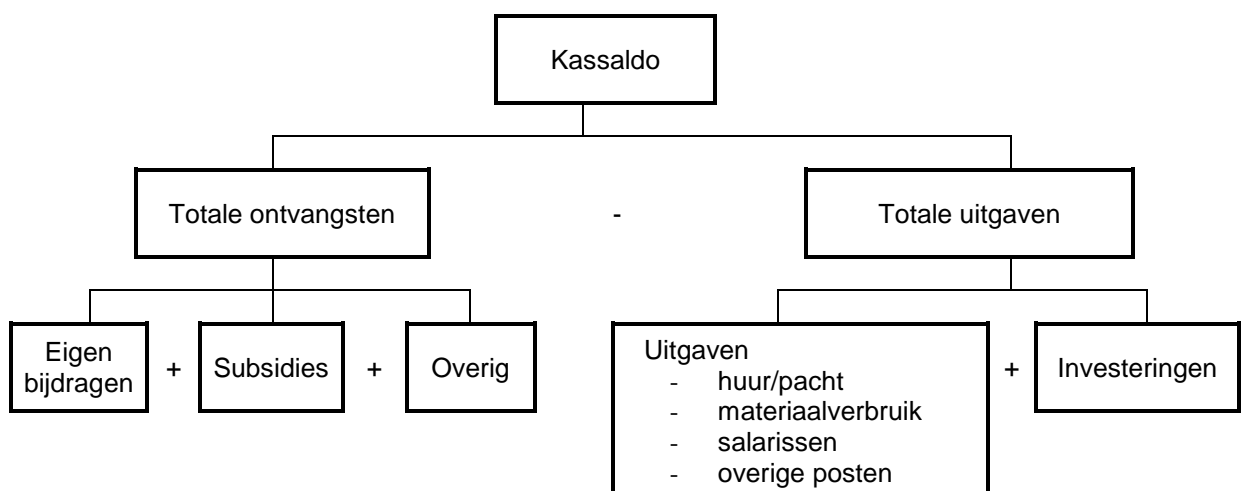 Kassaldo
Totale ontvangsten
-
Totale uitgaven
Eigen
bijdragen
+
Subsidies
+
Overig
Uitgaven
- huur/pacht
- materiaalverbruik
- salarissen
- overige posten
+
Investeringen